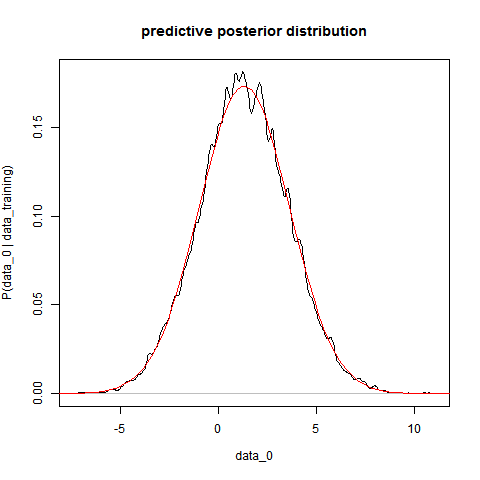 predictive posterior distribution
P(data_0 | data_training)
0.15
0.10
0.05
0.00
-5 0 5 10
data_0